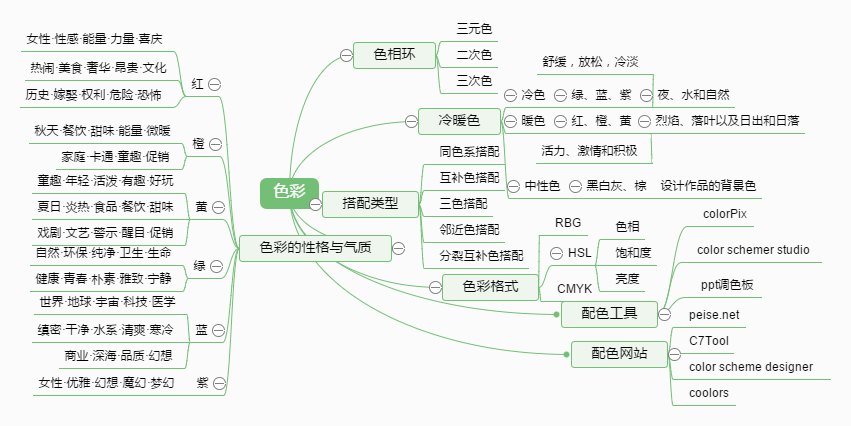 色彩
色相环
三元色
二次色
三次色
冷暖色
冷色
绿、蓝、紫
夜、水和自然
舒缓，放松，冷淡
暖色
红、橙、黄
烈焰、落叶以及日出和日落
活力、激情和积极
中性色
黑白灰、棕
设计作品的背景色
搭配类型
同色系搭配
互补色搭配
三色搭配
邻近色搭配
分裂互补色搭配
色彩格式
RBG
HSL
色相
饱和度
亮度
CMYK
配色工具
colorPix
color schemer studio
ppt调色板
配色网站
peise.net
C7Tool
color scheme designer
coolors
色彩的性格与气质
红
女性·性感·能量·力量·喜庆
热闹·美食·奢华·昂贵·文化
历史·嫁娶·权利·危险·恐怖
橙
秋天·餐饮·甜味·能量·微暖
家庭·卡通·童趣·促销
黄
童趣·年轻·活泼·有趣·好玩
夏日·炎热·食品·餐饮·甜味
戏剧·文艺·警示·醒目·促销
绿
自然·环保·纯净·卫生·生命
健康·青春·朴素·雅致·宁静
蓝
世界·地球·宇宙·科技·医学
缜密·干净·水系·清爽·寒冷
商业·深海·品质·幻想
紫
女性·优雅·幻想·魔幻·梦幻